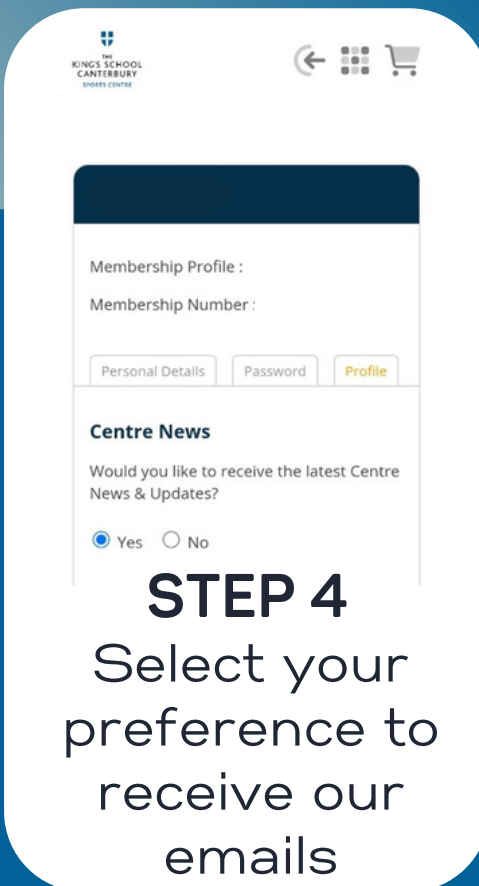 THE
KING'S SCHOOL
CANTERBURY
SPORTS CENTRE
Membership Profile :
Membership Number :
Personal Details Password Profile
Centre News
Would you like to receive the latest Centre
News & Updates?
Yes No
STEP 4
Select your
preference to
receive our
emails